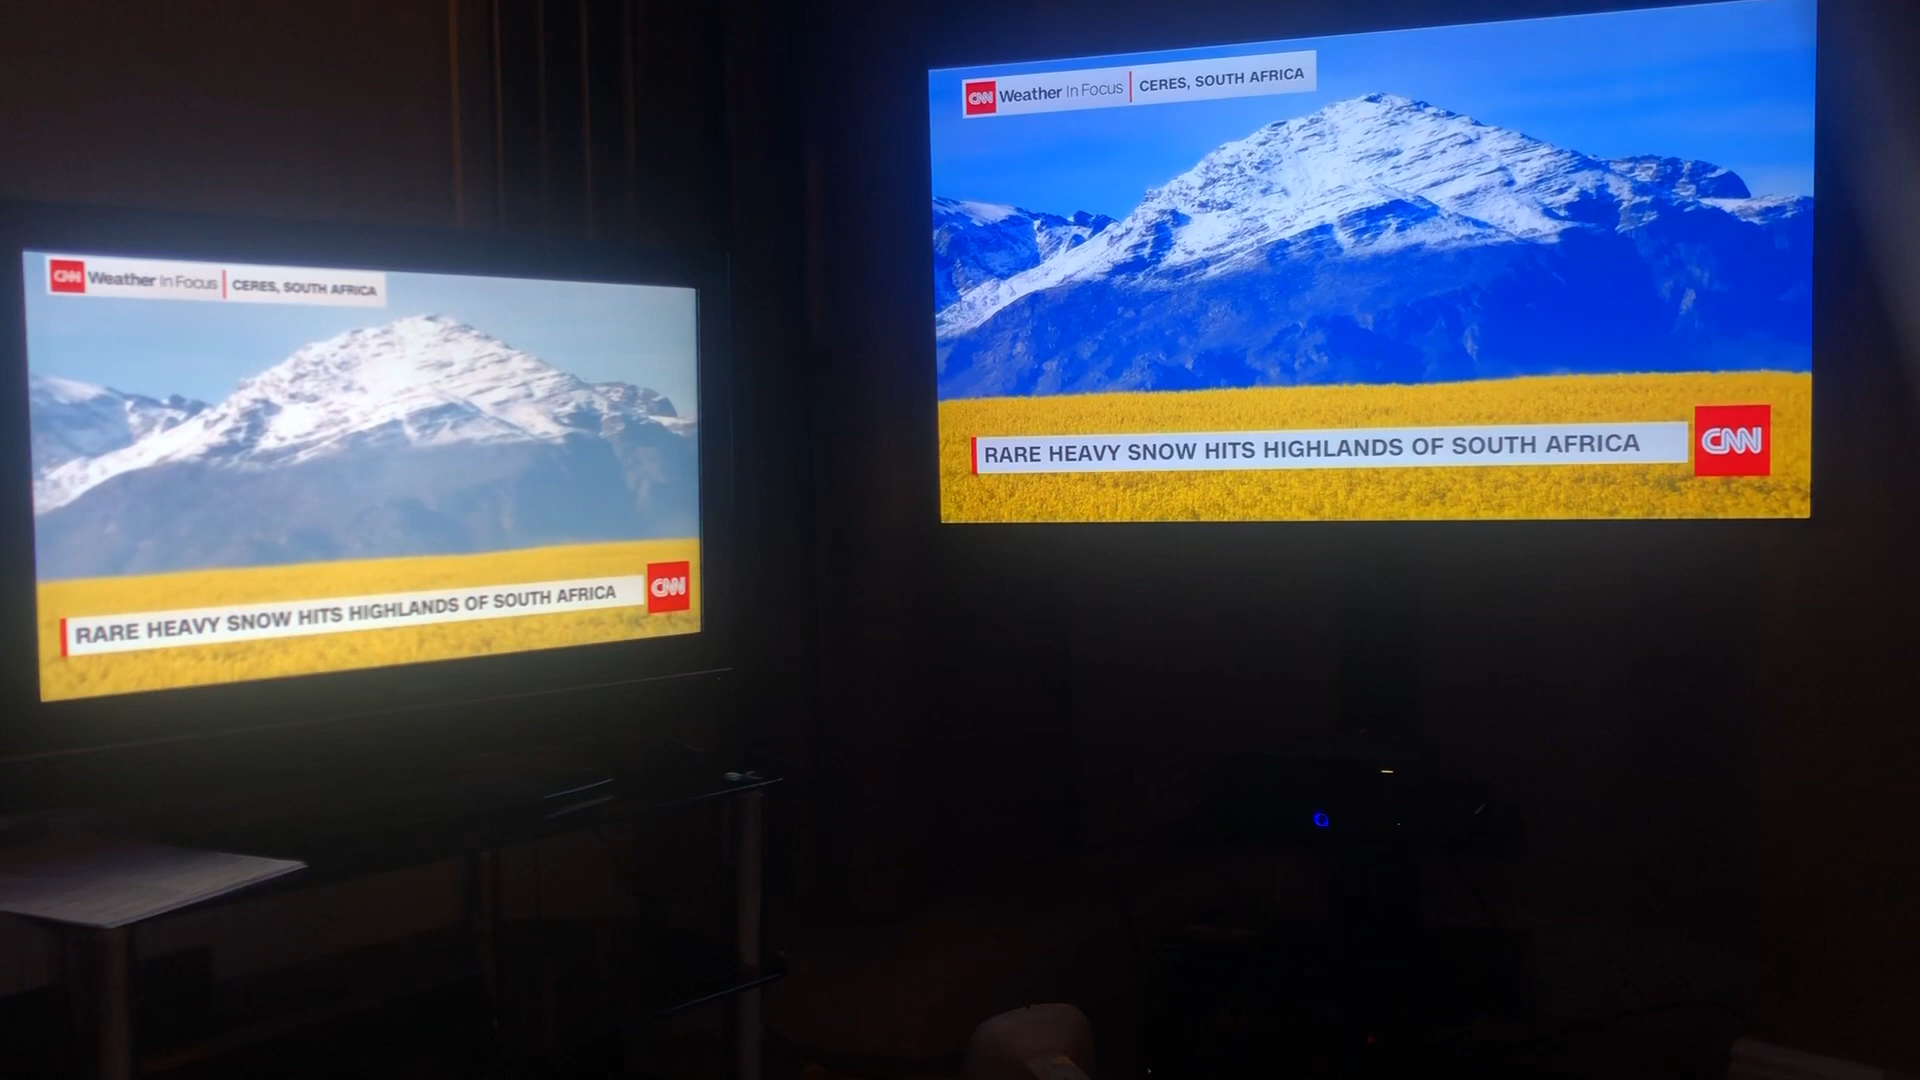 CNN Weather In Focus | CERES, SOUTH AFRICA
RARE HEAVY SNOW HITS HIGHLANDS OF SOUTH AFRICA
CNN
CNN Weather In Focus | CERES, SOUTH AFRICA
RARE HEAVY SNOW HITS HIGHLANDS OF SOUTH AFRICA
CNN